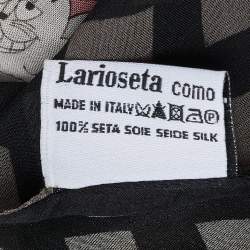 Larioseta como
MADE IN ITALY
100% SETA SOIE SEIDE SILK